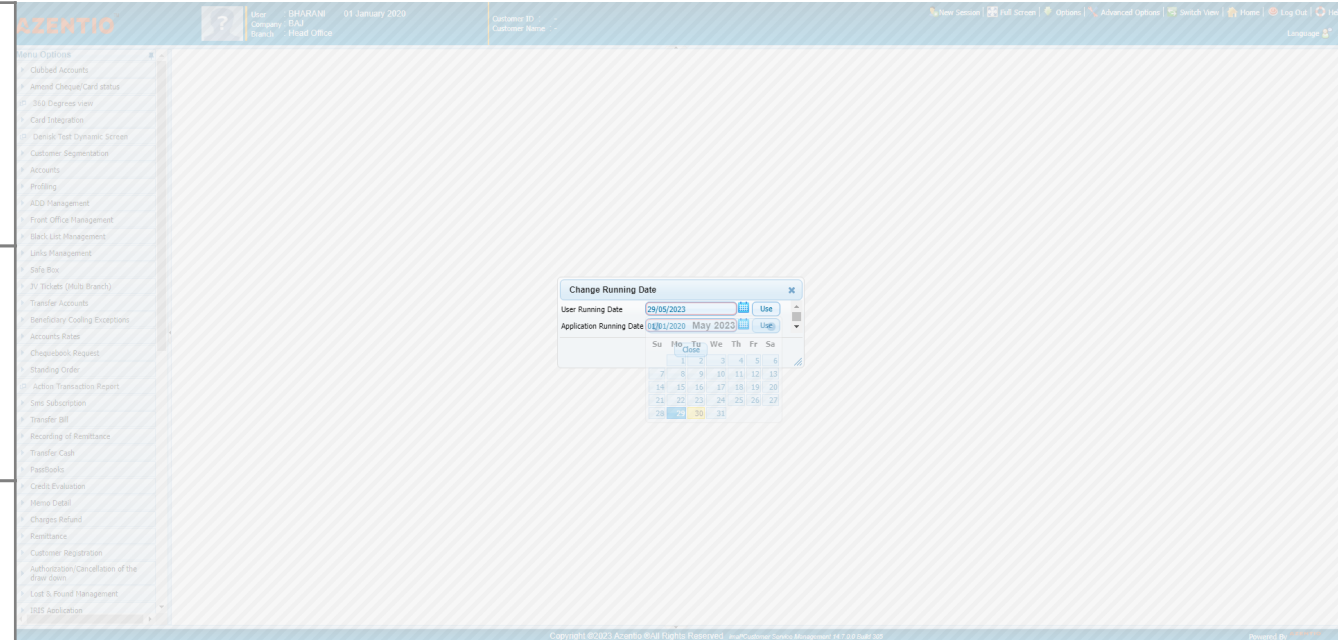 AZENTIO
User : BHARANI 01 January 2020
Company : BAJ
Branch : Head Office
Customer ID : -
Customer Name : -
New Session | Full Screen | Options | Advanced Options | Switch View | Home | Log Out | He
Language
Menu Options
Clubbed Accounts
Amend Cheque/Card status
360 Degrees view
Card Integration
Denisk Test Dynamic Screen
Customer Segmentation
Accounts
Profiling
ADD Management
Front Office Management
Black List Management
Links Management
Safe Box
JV Tickets (Multi Branch)
Transfer Accounts
Beneficiary Cooling Exceptions
Accounts Rates
Chequebook Request
Standing Order
Action Transaction Report
Sms Subscription
Transfer Bill
Recording of Remittance
Transfer Cash
PassBooks
Credit Evaluation
Memo Detail
Charges Refund
Remittance
Customer Registration
Authorization/Cancellation of the
draw down
Lost & Found Management
IRIS Application
Change Running Date
User Running Date 29/05/2023 Use
Application Running Date 01/01/2020 Use
May 2023
Su Mo Tu We Th Fr Sa
Close
1 2 3 4 5 6
7 8 9 10 11 12 13
14 15 16 17 18 19 20
21 22 23 24 25 26 27
28 29 30 31
Copyright ©2023 Azentio ®All Rights Reserved. Imal®Customer Service Management
Powered By